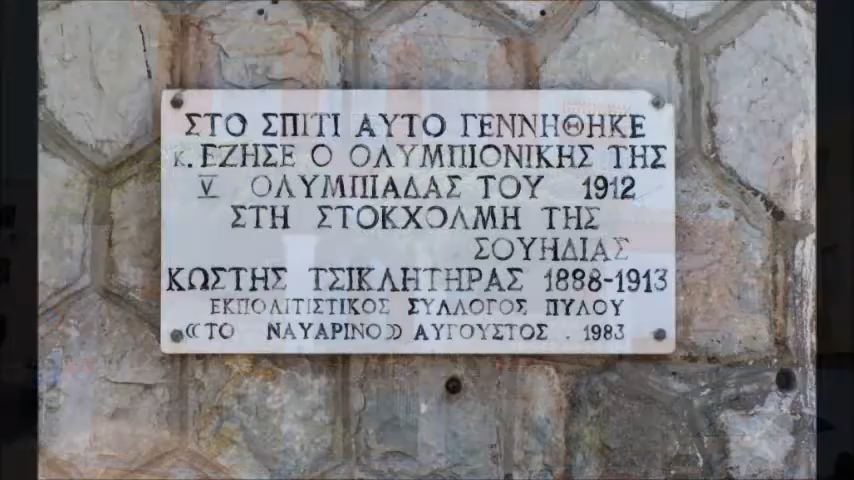 ΣΤΟ ΣΠΙΤΙ ΑΥΤΟ ΓΕΝΝΗΘΗΚΕ
Κ. ΕΖΗΣΕ Ο ΟΛΥΜΠΙΟΝΙΚΗΣ ΤΗΣ
V ΟΛΥΜΠΙΑΔΑΣ ΤΟΥ 1912
ΣΤΗ ΣΤΟΚΧΟΛΜΗ ΤΗΣ
ΣΟΥΗΔΙΑΣ
ΚΩΣΤΗΣ ΤΣΙΚΛΗΤΗΡΑΣ 1888-1913
ΕΚΠΟΛΙΤΙΣΤΙΚΟΣ ΣΥΛΛΟΓΟΣ ΠΥΛΟΥ
((ΤΟ ΝΑΥΑΡΙΝΟ)) ΑΥΓΟΥΣΤΟΣ . 1983